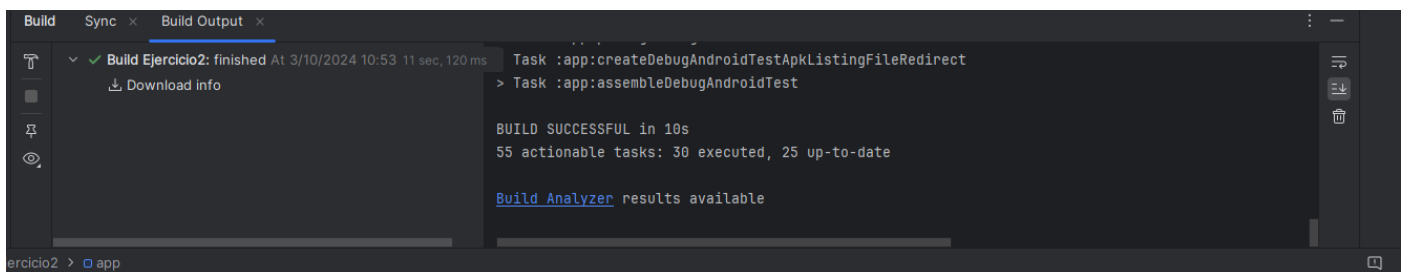 Build Sync × Build Output ×
Build Ejercicio2: finished At 3/10/2024 10:53 11 sec, 120 ms
Download info
Task :app:createDebugAndroidTestApkListingFileRedirect
> Task :app:assembleDebugAndroidTest
BUILD SUCCESSFUL in 10s
55 actionable tasks: 30 executed, 25 up-to-date
Build Analyzer results available
ercicio2 > app